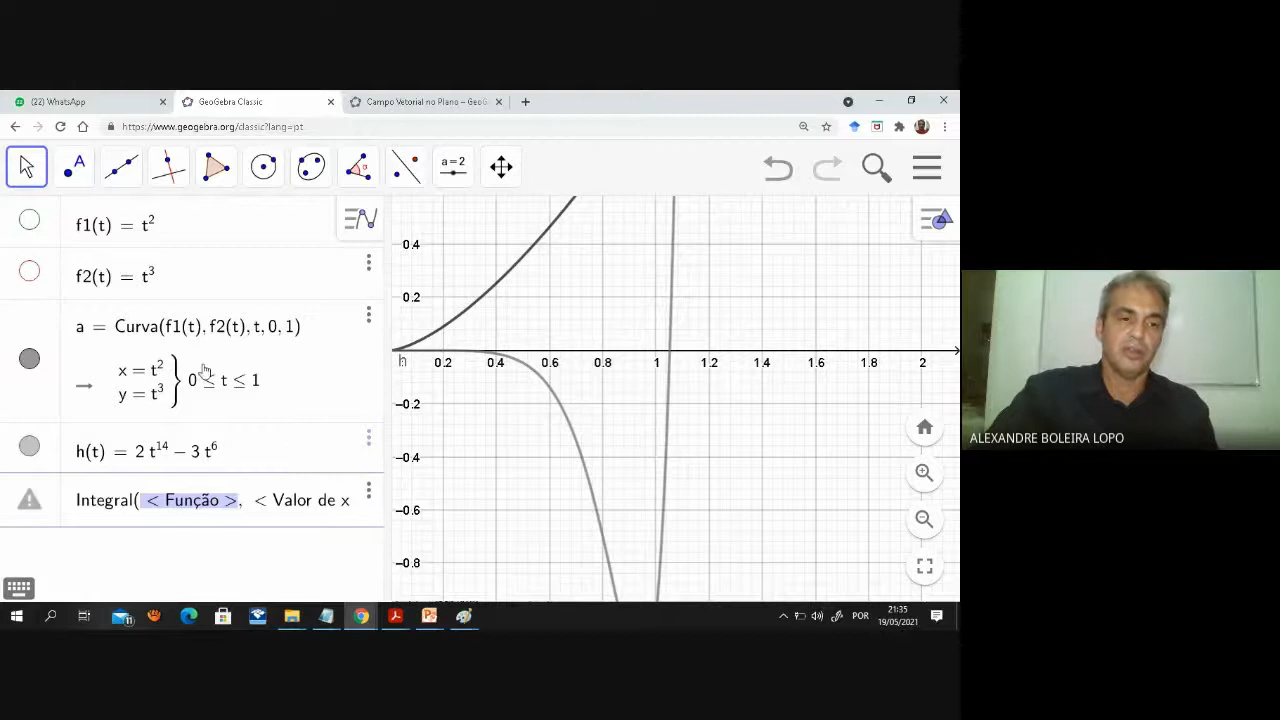 (22) WhatsApp
GeoGebra Classic
Campo Vetorial no Plano – GeoG
https://www.geogebra.org/classic?lang=pt
A
α
a = 2
f1(t) = t²
f2(t) = t³
a = Curva(f1(t), f2(t), t, 0, 1)
→ x = t²
y = t³ } 0 ≤ t ≤ 1
h(t) = 2 t¹⁴ − 3 t⁶
Integral( < Função >, < Valor de x
0.4
0.2
h 0.2 0.4 0.6 0.8 1 1.2 1.4 1.6 1.8 2
−0.2
−0.4
−0.6
−0.8
ALEXANDRE BOLEIRA LOPO
11
POR
21:35
19/05/2021